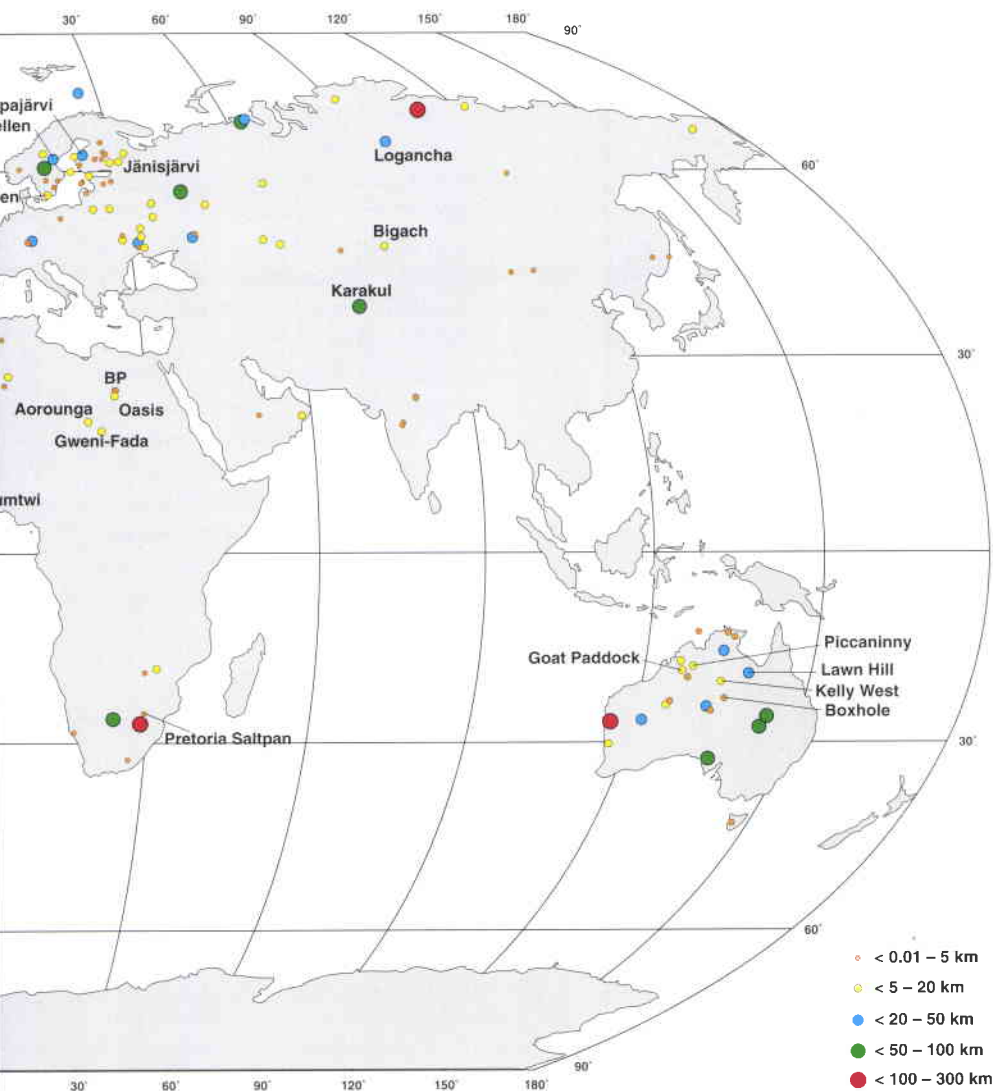 30° 60° 90° 120° 150° 180°
90°
pajärvi
ellen
Logancha
Jänisjärvi
60°
en
Bigach
Karakul
30°
BP
Aorounga Oasis
Gweni-Fada
umtwi
Piccaninny
Goat Paddock
Lawn Hill
Kelly West
Boxhole
Pretoria Saltpan
30°
60°
< 0.01 – 5 km
< 5 – 20 km
< 20 – 50 km
< 50 – 100 km
90°
< 100 – 300 km
30° 60° 90° 120° 150° 180°